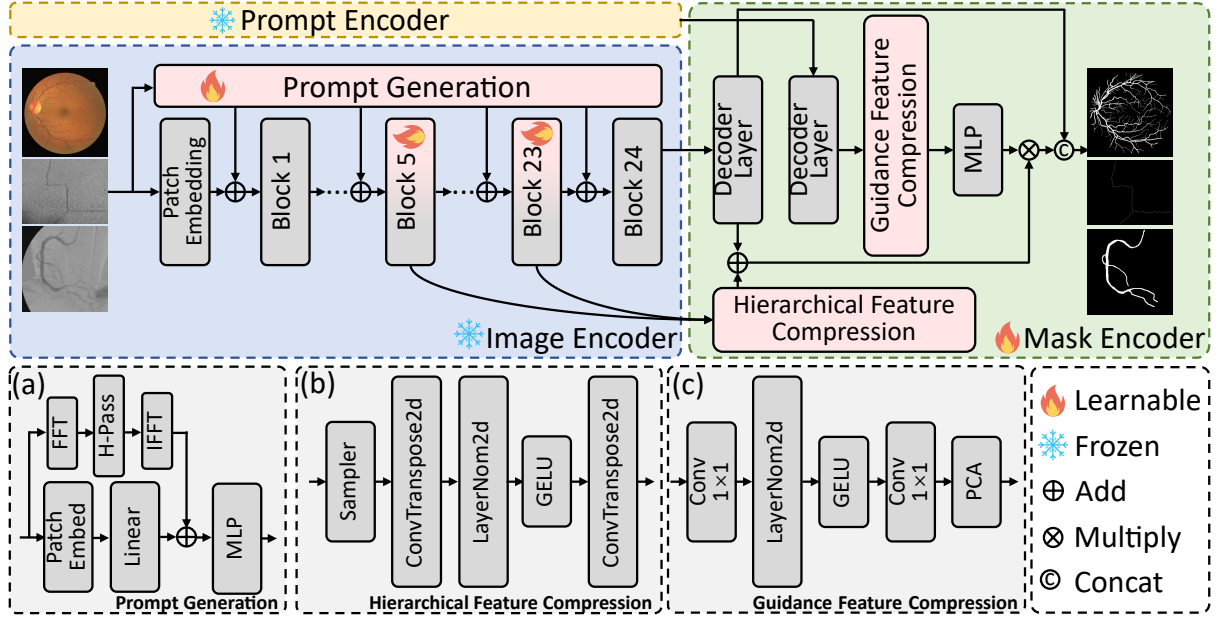 Prompt Encoder
Prompt Generation
Patch
Embedding
Block 1
Block 5
Block 23
Block 24
Image Encoder
Decoder
Layer
Decoder
Layer
Guidance Feature
Compression
MLP
©
Hierarchical Feature
Compression
Mask Encoder
(a)
FFT
H-Pass
IFFT
Patch
Embed
Linear
MLP
Prompt Generation
(b)
Sampler
ConvTranspose2d
LayerNom2d
GELU
ConvTranspose2d
Hierarchical Feature Compression
(c)
Conv
1×1
LayerNom2d
GELU
Conv
1×1
PCA
Guidance Feature Compression
Learnable
Frozen
Add
Multiply
© Concat